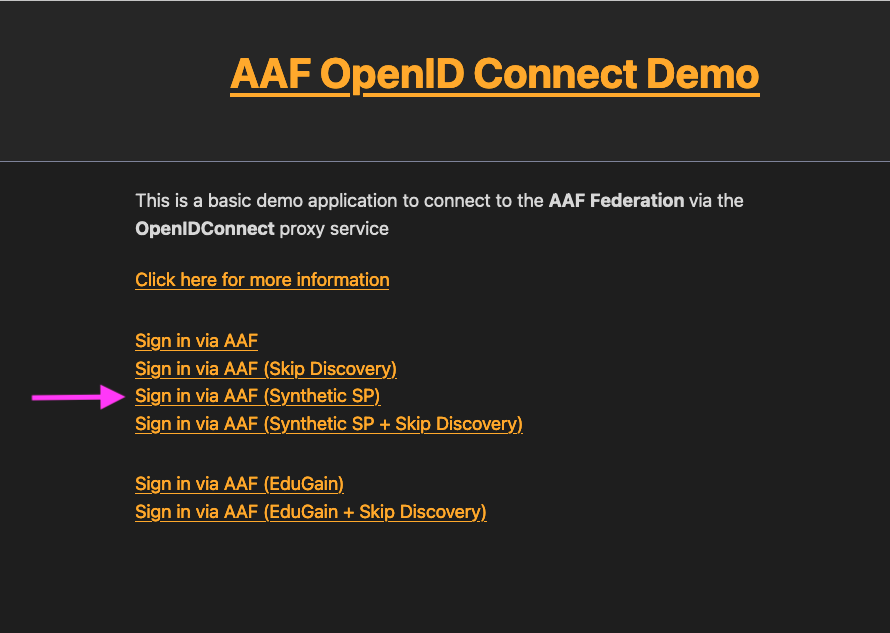 AAF OpenID Connect Demo
This is a basic demo application to connect to the AAF Federation via the
OpenIDConnect proxy service
Click here for more information
Sign in via AAF
Sign in via AAF (Skip Discovery)
Sign in via AAF (Synthetic SP)
Sign in via AAF (Synthetic SP + Skip Discovery)
Sign in via AAF (EduGain)
Sign in via AAF (EduGain + Skip Discovery)